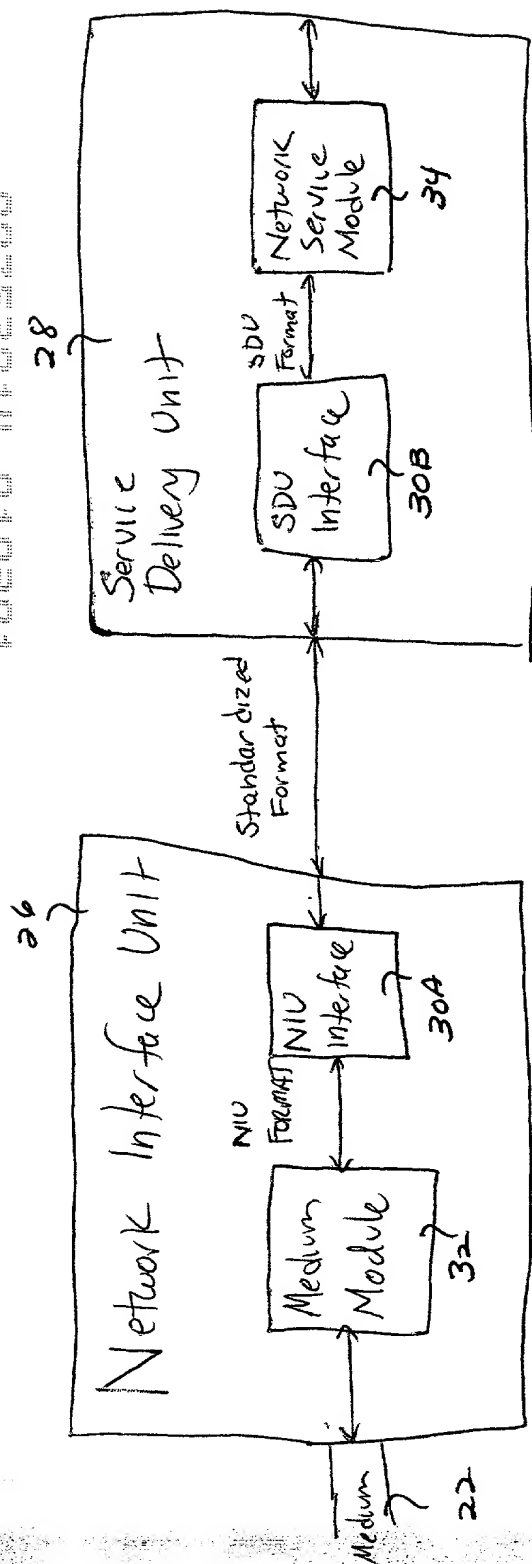 26
Network Interface Unit
NIU
FORMAT
Medium
Module
32
NIU
Interface
30A
Medium
22
Standardized
Format
28
Service
Delivery Unit
SDU
Interface
30B
SDU
Format
Network
Service
Module
34